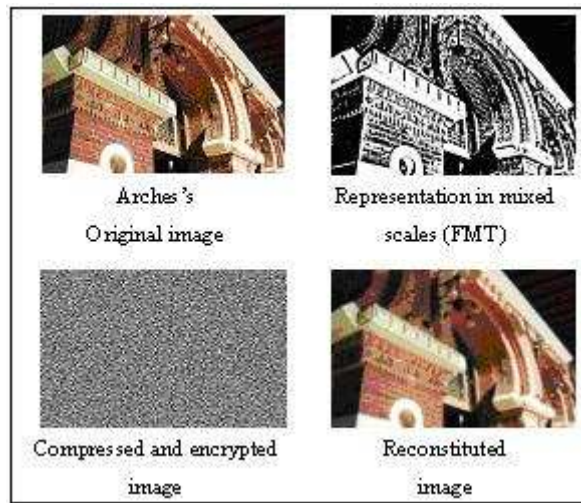 Arches's
Original image
Representation in mixed
scales (FMT)
Compressed and encrypted
image
Reconstituted
image